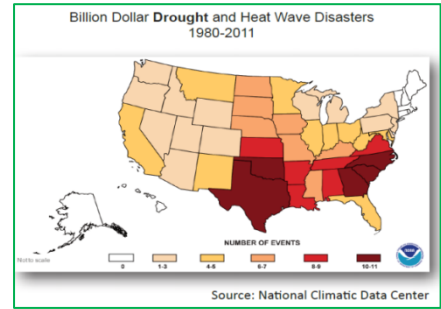 Billion Dollar Drought and Heat Wave Disasters
1980-2011
NUMBER OF EVENTS
Not to scale
0
1-3
4-5
6-7
8-9
10-11
NOAA
Source: National Climatic Data Center